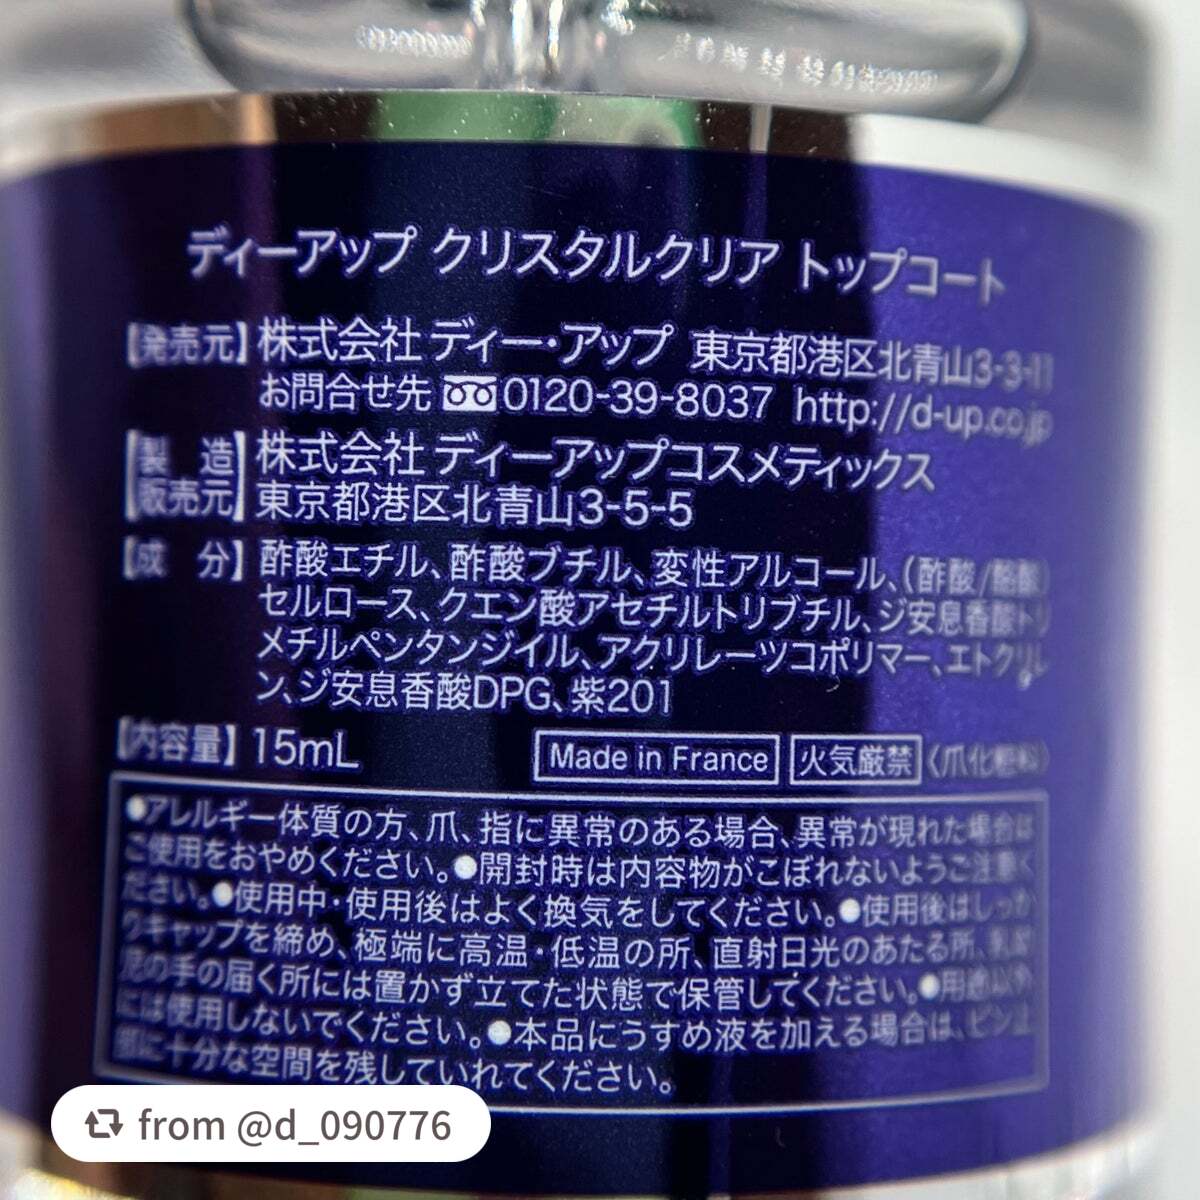 ディーアップ クリスタルクリア トップコート
【発売元】株式会社 ディー・アップ 東京都港区北青山3-3-11
お問合せ先 0120-39-8037 http://d-up.co.jp
【製 造 株式会社 ディーアップコスメティックス
販売元】東京都港区北青山3-5-5
【成 分】酢酸エチル、酢酸ブチル、変性アルコール、(酢酸/酪酸)
セルロース、クエン酸アセチルトリブチル、ジ安息香酸トリ
メチルペンタンジイル、アクリレーツコポリマー、エトクリレ
ン、ジ安息香酸DPG、紫201
【内容量】15mL Made in France 火気厳禁 〈爪化粧料〉
●アレルギー体質の方、爪、指に異常のある場合、異常が現れた場合は
ご使用をおやめください。●開封時は内容物がこぼれないようご注意く
ださい。●使用中・使用後はよく換気をしてください。●使用後はしっか
りキャップを締め、極端に高温・低温の所、直射日光のあたる所、乳幼
児の手の届く所には置かず立てた状態で保管してください。●用途以外
には使用しないでください。●本品にうすめ液を加える場合は、ビン上
部に十分な空間を残していれてください。
from @d_090776